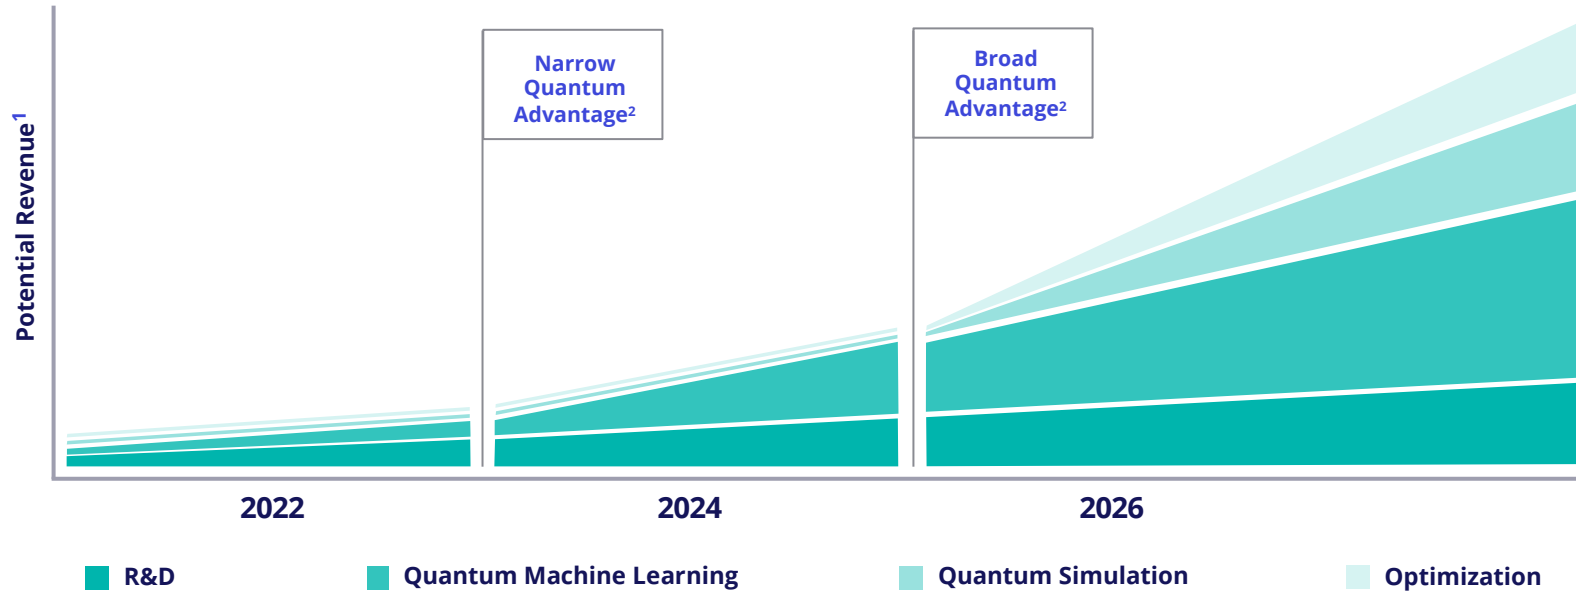 Potential Revenue¹
Narrow
Quantum
Advantage²
Broad
Quantum
Advantage²
2022
2024
2026
R&D
Quantum Machine Learning
Quantum Simulation
Optimization